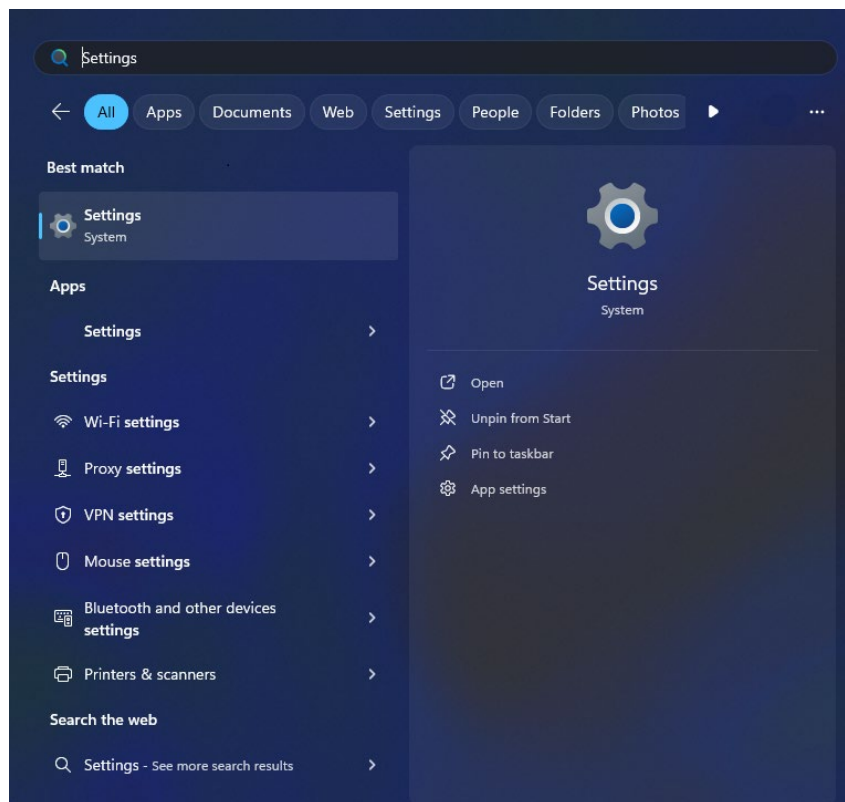 Settings
All Apps Documents Web Settings People Folders Photos
Best match
Settings
System
Apps
Settings
Settings
Wi-Fi settings
Proxy settings
VPN settings
Mouse settings
Bluetooth and other devices
settings
Printers & scanners
Search the web
Settings - See more search results
Settings
System
Open
Unpin from Start
Pin to taskbar
App settings